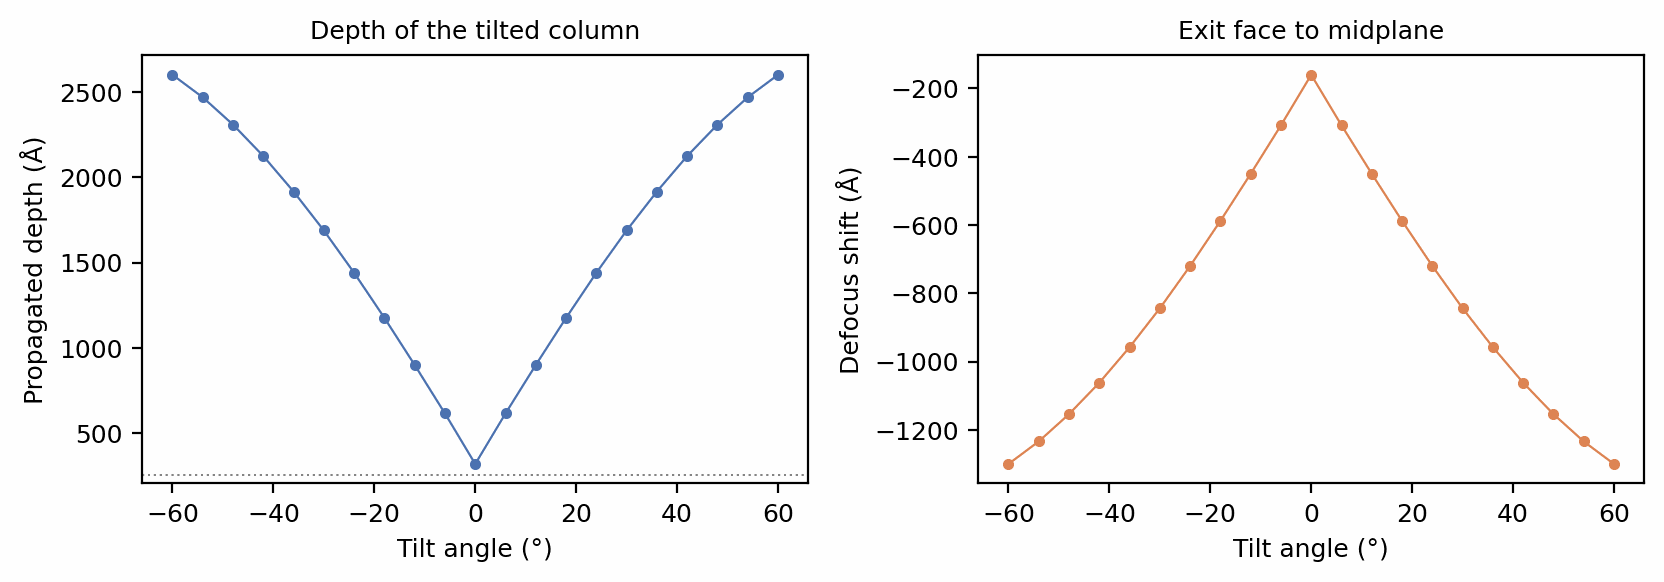 Depth of the tilted column
Propagated depth (Å)
2500
2000
1500
1000
500
−60 −40 −20 0 20 40 60
Tilt angle (°)
Exit face to midplane
Defocus shift (Å)
−200
−400
−600
−800
−1000
−1200
−60 −40 −20 0 20 40 60
Tilt angle (°)